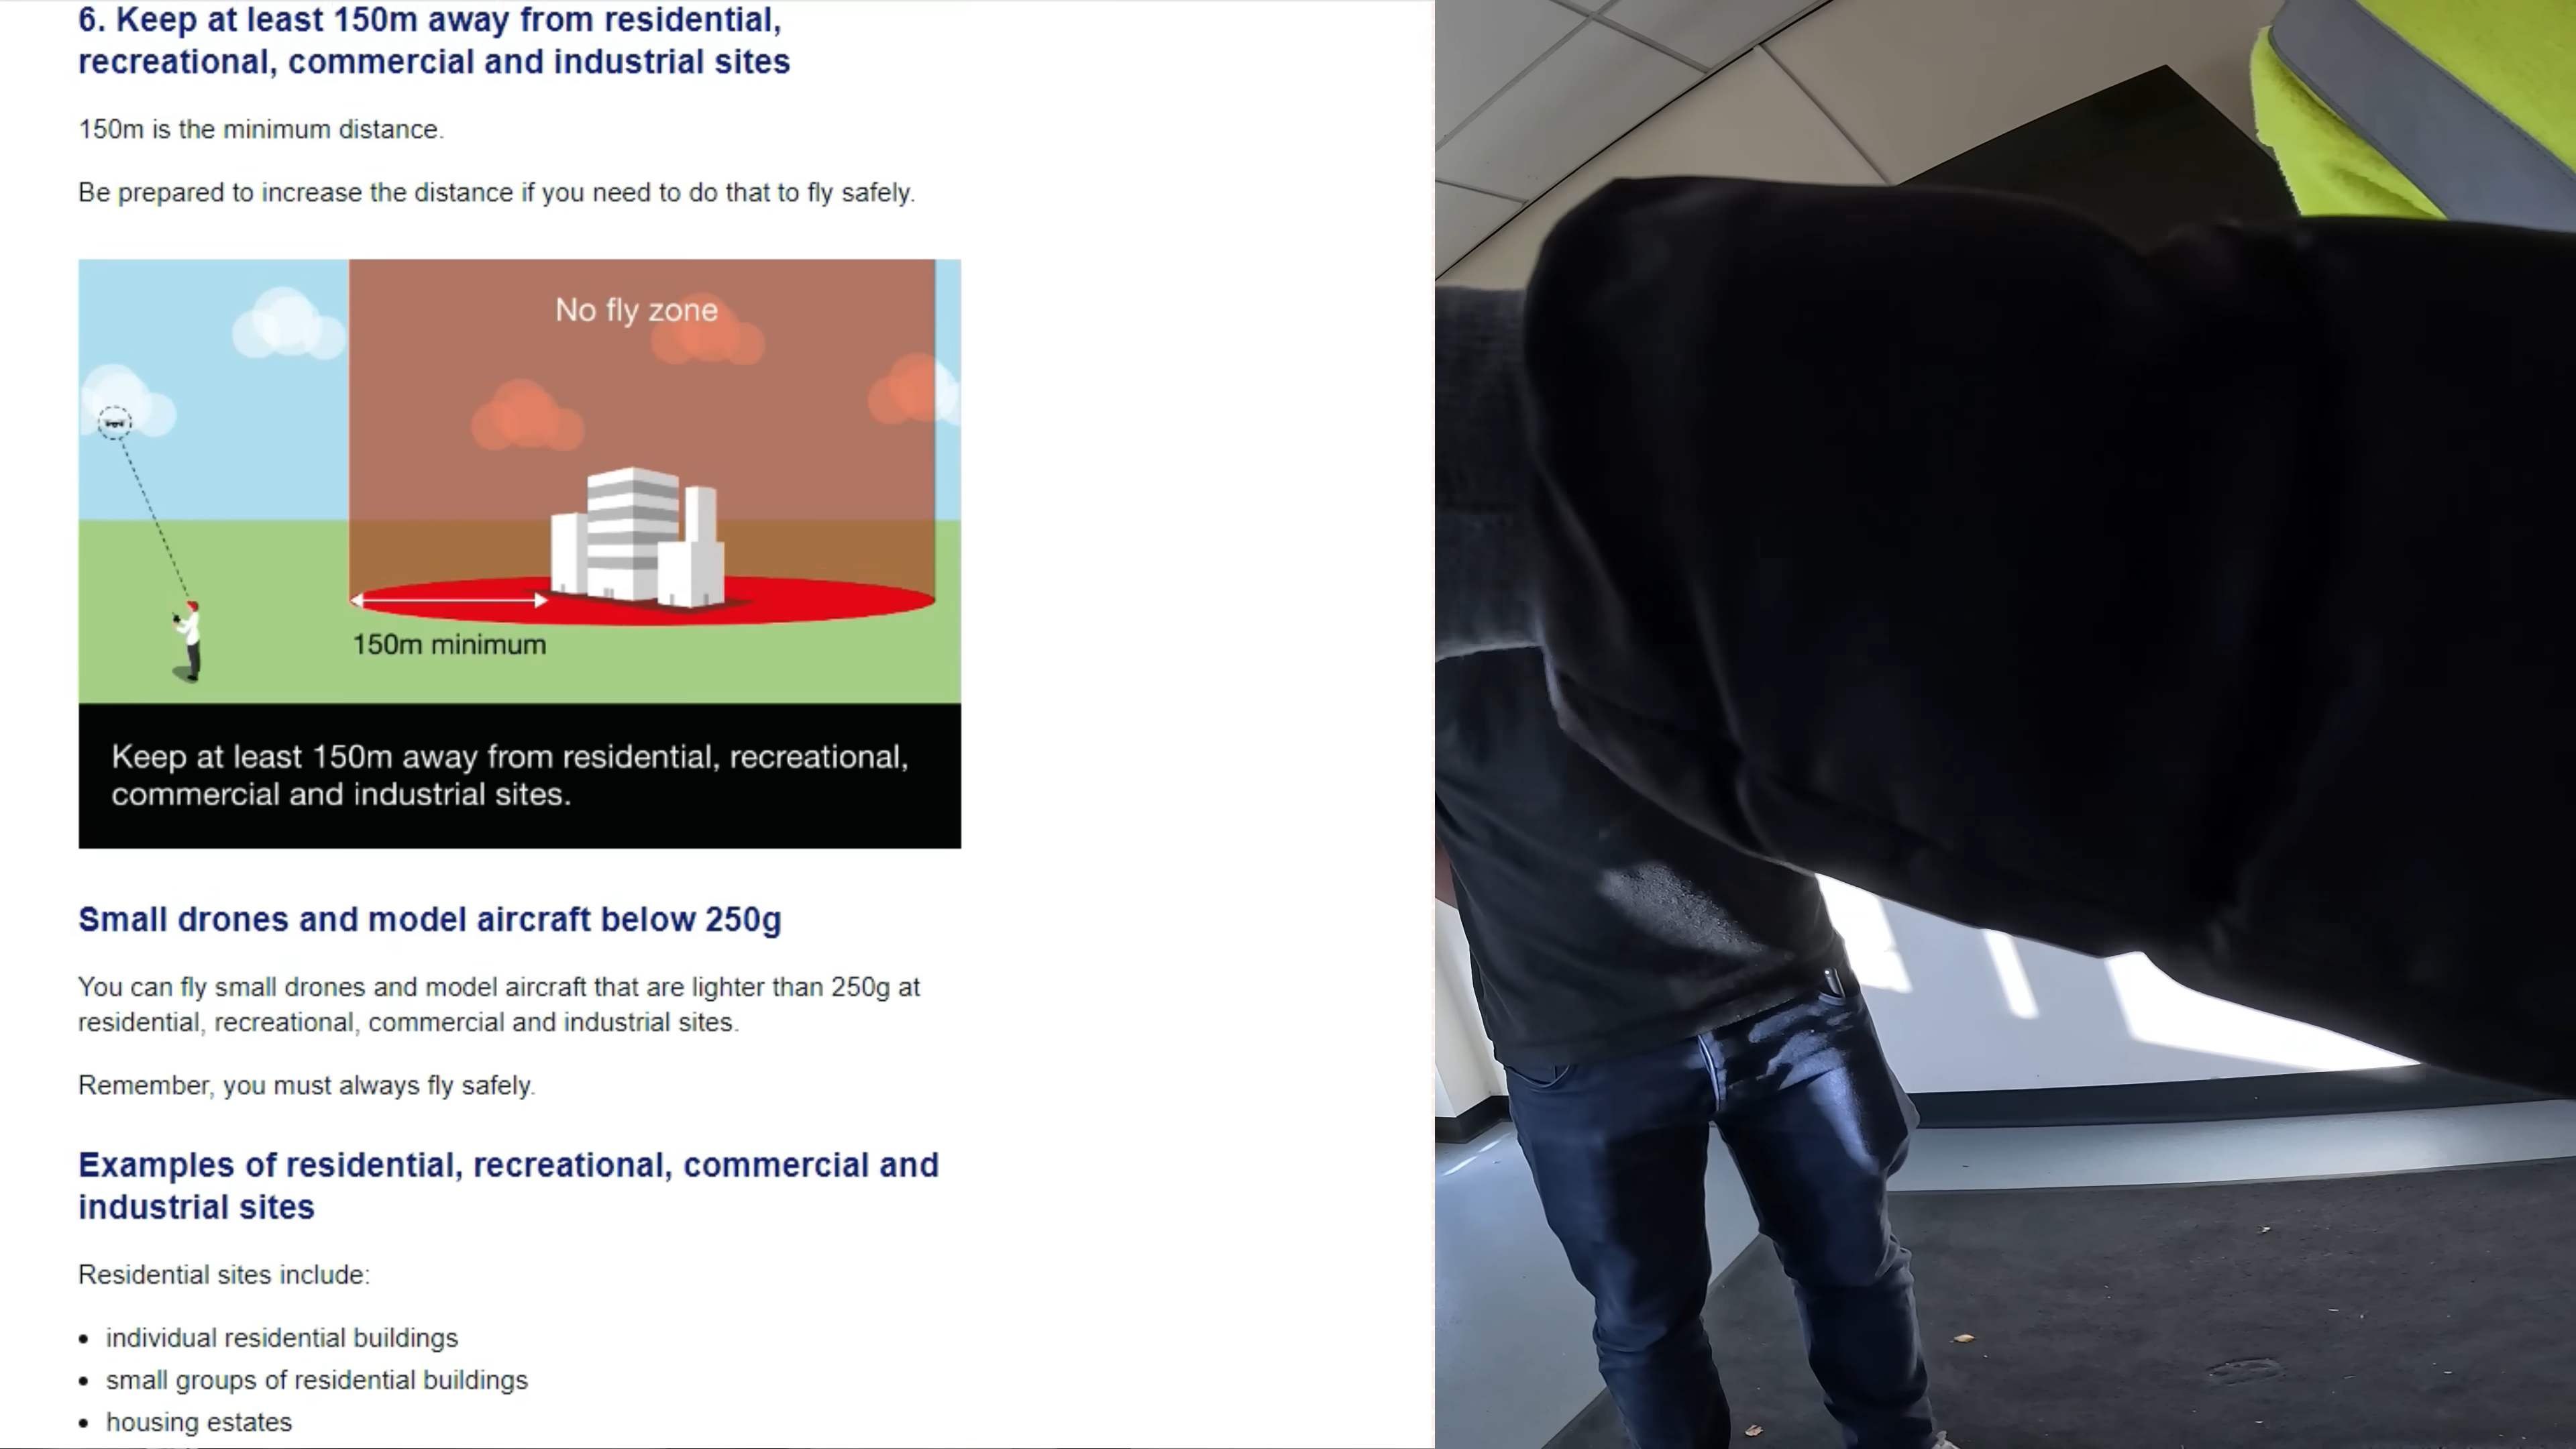 6. Keep at least 150m away from residential,
recreational, commercial and industrial sites
150m is the minimum distance.
Be prepared to increase the distance if you need to do that to fly safely.
No fly zone
150m minimum
Keep at least 150m away from residential, recreational,
commercial and industrial sites.
Small drones and model aircraft below 250g
You can fly small drones and model aircraft that are lighter than 250g at
residential, recreational, commercial and industrial sites.
Remember, you must always fly safely.
Examples of residential, recreational, commercial and
industrial sites
Residential sites include:
• individual residential buildings
• small groups of residential buildings
• housing estates